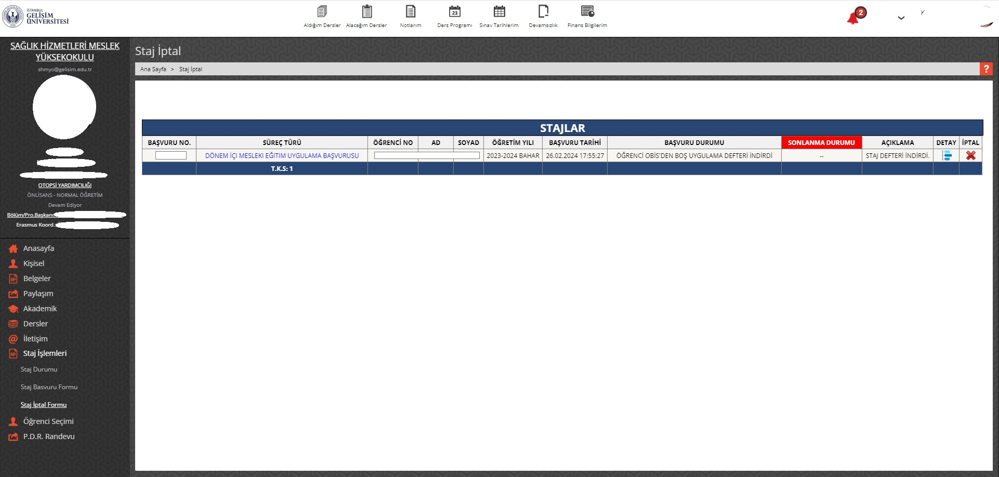 İSTANBUL
GELİŞİM
ÜNİVERSİTESİ
Aldığım Dersler
Alacağım Dersler
Notlarım
23
Ders Programı
Sınav Tarihlerim
Devamsızlık
Finans Bilgilerim
2
SAĞLIK HİZMETLERİ MESLEK
YÜKSEKOKULU
shmyo@gelisim.edu.tr
OTOPSİ YARDIMCILIĞI
ÖNLİSANS - NORMAL ÖĞRETİM
Devam Ediyor
Bölüm/Pro.Başkanı:
Erasmus Koord.:
Anasayfa
Kişisel
Belgeler
Paylaşım
Akademik
Dersler
İletişim
Staj İşlemleri
Staj Durumu
Staj Basvuru Formu
Staj İptal Formu
Öğrenci Seçimi
P.D.R. Randevu
Staj İptal
Ana Sayfa > Staj İptal
?
STAJLAR
BAŞVURU NO. SÜREÇ TÜRÜ ÖĞRENCİ NO AD SOYAD ÖĞRETİM YILI BAŞVURU TARİHİ BAŞVURU DURUMU SONLANMA DURUMU AÇIKLAMA DETAY İPTAL
DÖNEM İÇI MESLEKI EĞITIM UYGULAMA BAŞVURUSU 2023-2024 BAHAR 26.02.2024 17:55:27 ÖĞRENCİ OBİS'DEN BOŞ UYGULAMA DEFTERİ İNDİRDİ -- STAJ DEFTERİ İNDİRDİ.
T.K.S: 1